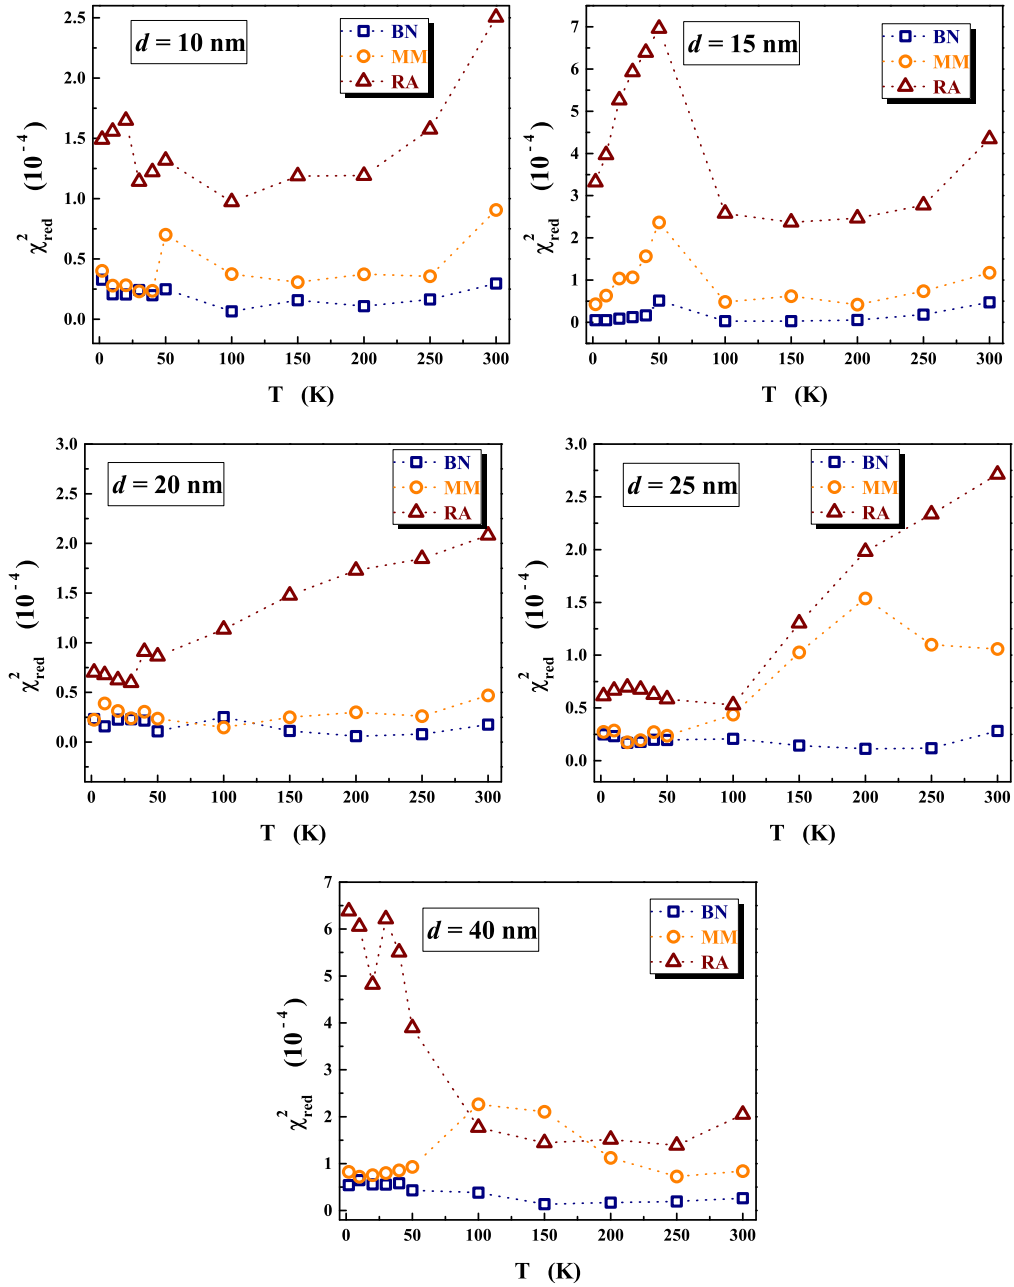 d = 10 nm
BN
MM
RA
2.5
2.0
1.5
1.0
0.5
0.0
χ²red (10⁻⁴)
0 50 100 150 200 250 300
T (K)
d = 15 nm
BN
MM
RA
7
6
5
4
3
2
1
0
χ²red (10⁻⁴)
0 50 100 150 200 250 300
T (K)
d = 20 nm
BN
MM
RA
3.0
2.5
2.0
1.5
1.0
0.5
0.0
χ²red (10⁻⁴)
0 50 100 150 200 250 300
T (K)
d = 25 nm
BN
MM
RA
3.0
2.5
2.0
1.5
1.0
0.5
0.0
χ²red (10⁻⁴)
0 50 100 150 200 250 300
T (K)
d = 40 nm
BN
MM
RA
7
6
5
4
3
2
1
0
χ²red (10⁻⁴)
0 50 100 150 200 250 300
T (K)